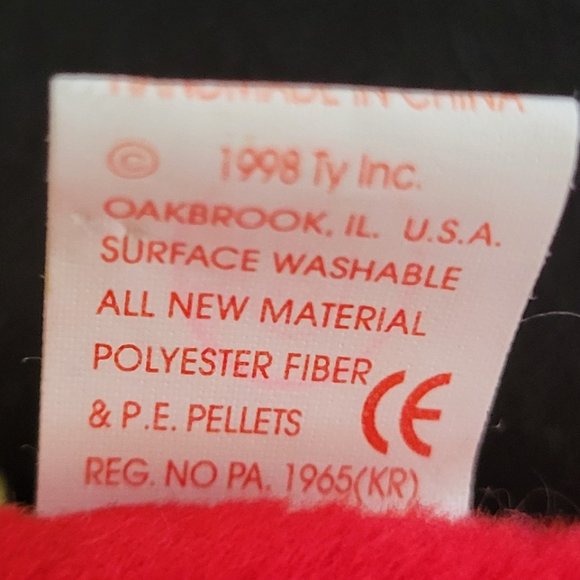 HANDMADE IN CHINA
© 1998 Ty Inc.
OAKBROOK, IL. U.S.A.
SURFACE WASHABLE
ALL NEW MATERIAL
POLYESTER FIBER
& P.E. PELLETS
CE
REG. NO PA. 1965(KR)